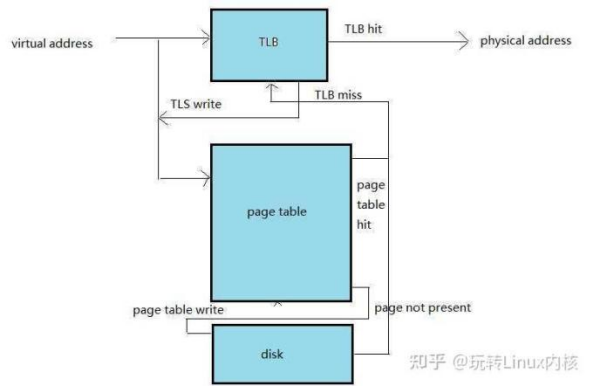 virtual address
TLB
TLB hit
physical address
TLS write
TLB miss
page table
page
table
hit
page table write
page not present
disk
知乎 @玩转Linux内核